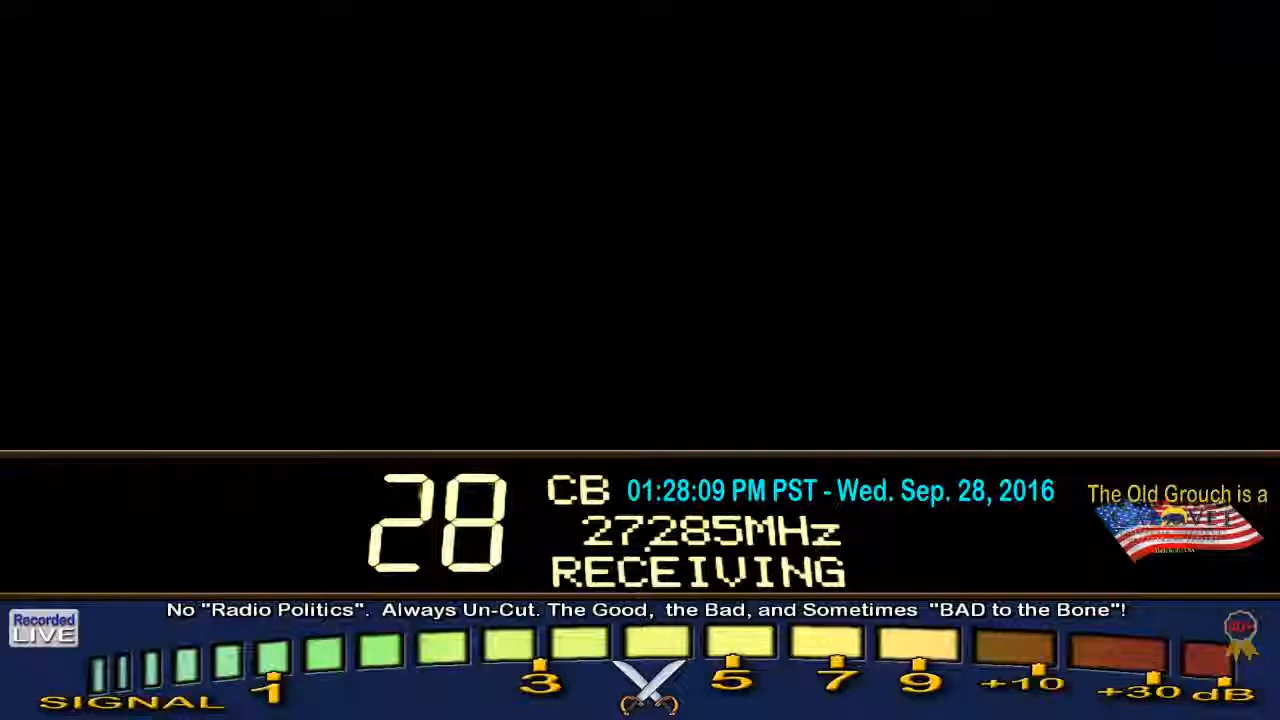 28
CB 01:28:09 PM PST - Wed. Sep. 28, 2016
27.285MHz
RECEIVING
The Old Grouch is a
No "Radio Politics". Always Un-Cut. The Good, the Bad, and Sometimes "BAD to the Bone"!
Recorded
LIVE
SIGNAL 1 3 5 7 9 +10 +30 dB